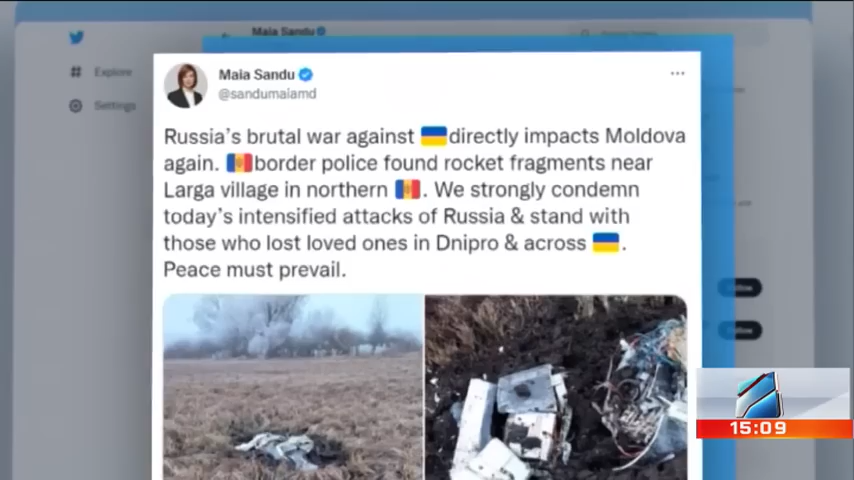 Maia Sandu
Explore
Settings
Maia Sandu
@sandumaiamd
Russia's brutal war against 🇺🇦directly impacts Moldova
again. 🇲🇩border police found rocket fragments near
Larga village in northern 🇲🇩. We strongly condemn
today's intensified attacks of Russia & stand with
those who lost loved ones in Dnipro & across 🇺🇦.
Peace must prevail.
15:09